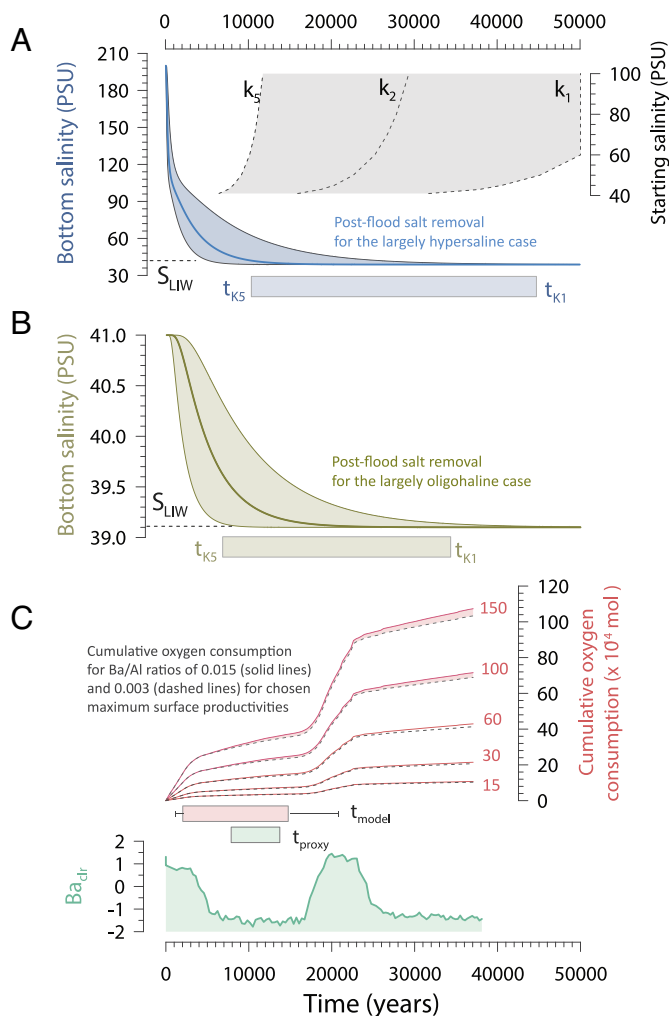 A
0
10000
20000
30000
40000
50000
210
180
150
120
90
60
30
Bottom salinity (PSU)
k5
k2
k1
100
80
60
40
Starting salinity (PSU)
Post-flood salt removal
for the largely hypersaline case
SLIW
tK5
tK1
B
41.0
40.5
40.0
39.5
39.0
Bottom salinity (PSU)
Post-flood salt removal
for the largely oligohaline case
SLIW
tK5
tK1
C
Cumulative oxygen consumption
for Ba/Al ratios of 0.015 (solid lines)
and 0.003 (dashed lines) for chosen
maximum surface productivities
150
100
60
30
15
120
100
80
60
40
20
0
Cumulative oxygen
consumption (x 10⁴ mol)
tmodel
tproxy
2
1
0
-1
-2
Baclr
0
10000
20000
30000
40000
50000
Time (years)